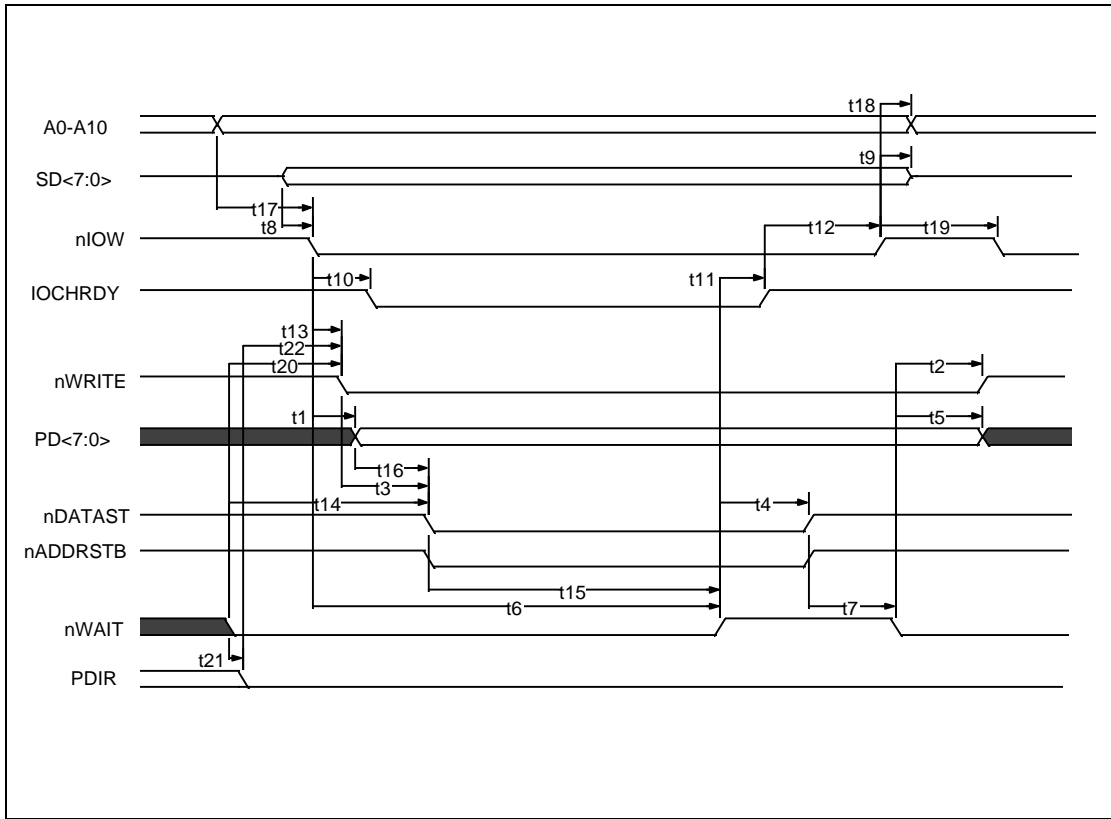 t18
A0-A10
t9
SD<7:0>
t17
t8
t12
t19
nIOW
t10
t11
IOCHRDY
t13
t22
t20
t2
nWRITE
t1
t5
PD<7:0>
t16
t3
t14
t4
nDATAST
nADDRSTB
t15
t6
t7
nWAIT
t21
PDIR